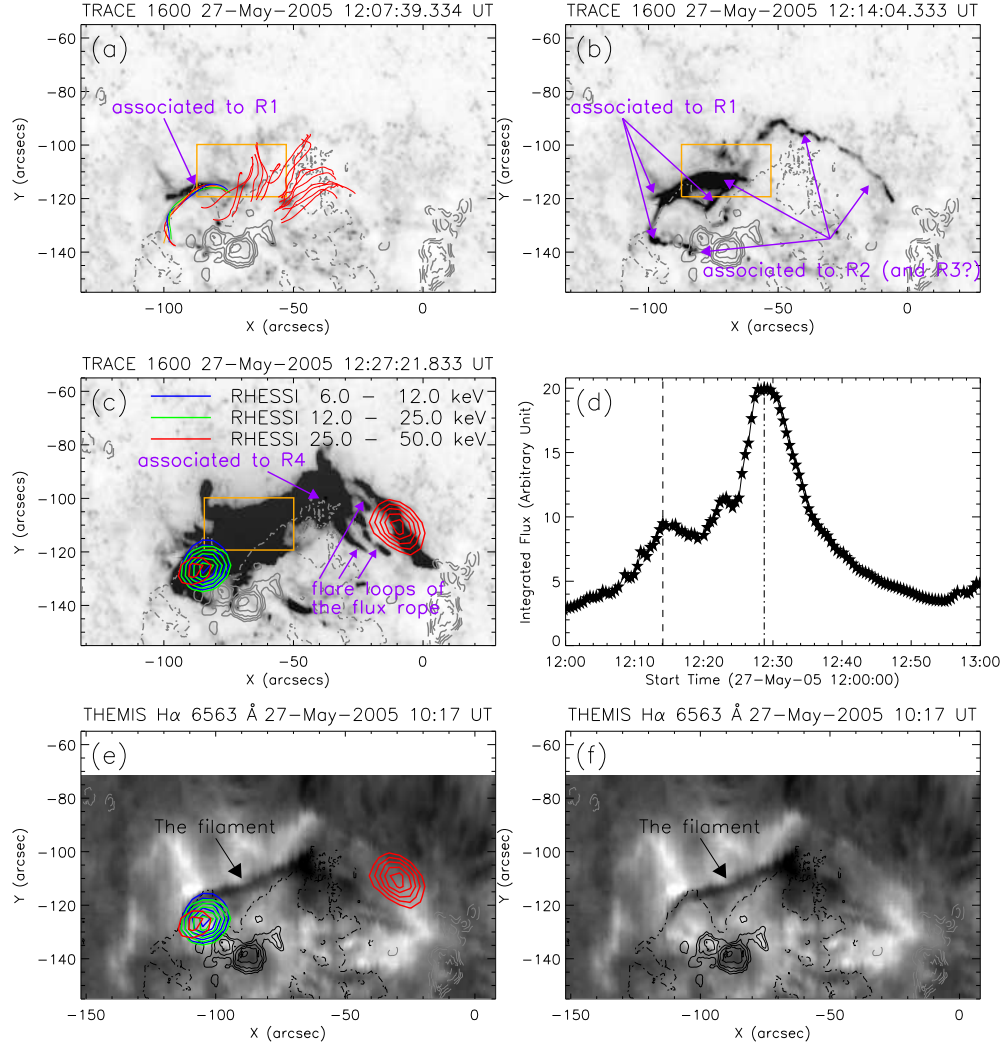 TRACE 1600 27-May-2005 12:07:39.334 UT
(a)
associated to R1
-60
-80
-100
-120
-140
Y (arcsecs)
-100
-50
0
X (arcsecs)
TRACE 1600 27-May-2005 12:14:04.333 UT
(b)
associated to R1
associated to R2 (and R3?)
-60
-80
-100
-120
-140
Y (arcsecs)
-100
-50
0
X (arcsecs)
TRACE 1600 27-May-2005 12:27:21.833 UT
(c)
RHESSI 6.0 - 12.0 keV
RHESSI 12.0 - 25.0 keV
RHESSI 25.0 - 50.0 keV
associated to R4
flare loops of
the flux rope
-60
-80
-100
-120
-140
Y (arcsecs)
-100
-50
0
X (arcsecs)
(d)
20
15
10
5
0
Integrated Flux (Arbitrary Unit)
12:00
12:10
12:20
12:30
12:40
12:50
13:00
Start Time (27-May-05 12:00:00)
THEMIS Hα 6563 Å 27-May-2005 10:17 UT
(e)
The filament
-60
-80
-100
-120
-140
Y (arcsec)
-150
-100
-50
0
X (arcsec)
THEMIS Hα 6563 Å 27-May-2005 10:17 UT
(f)
The filament
-60
-80
-100
-120
-140
Y (arcsec)
-150
-100
-50
0
X (arcsec)